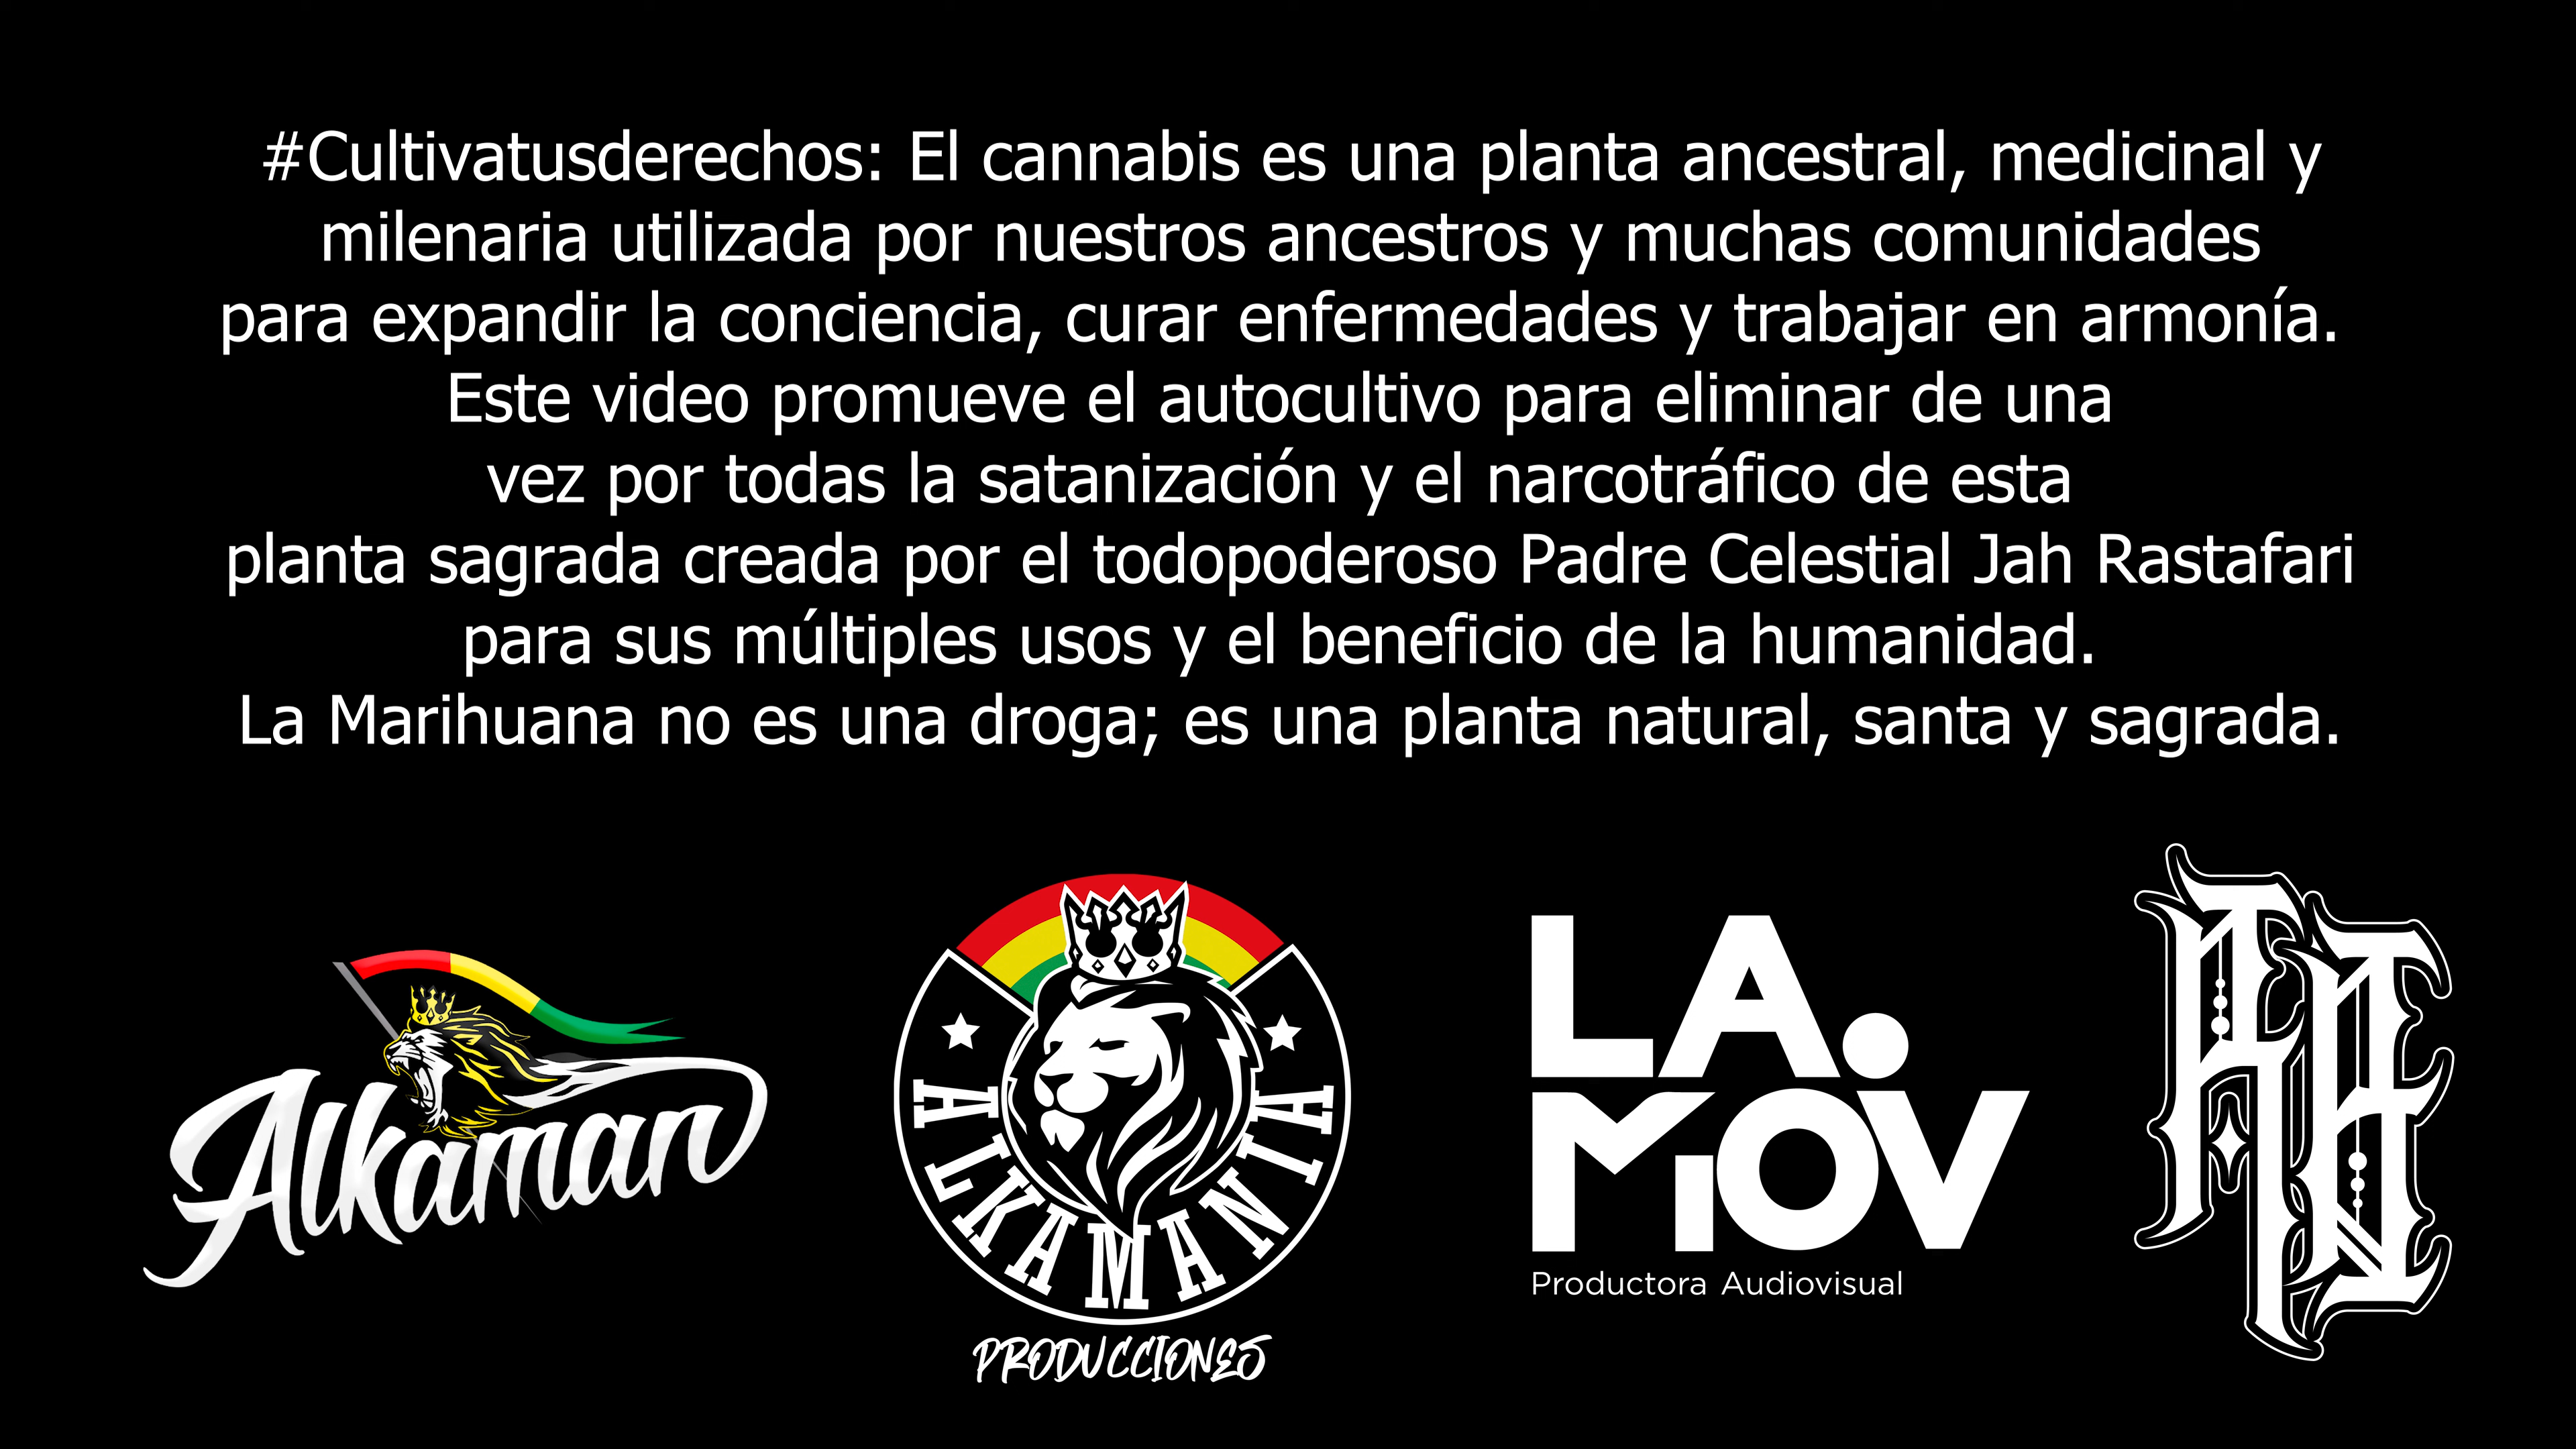 #Cultivatusderechos: El cannabis es una planta ancestral, medicinal y
milenaria utilizada por nuestros ancestros y muchas comunidades
para expandir la conciencia, curar enfermedades y trabajar en armonía.
Este video promueve el autocultivo para eliminar de una
vez por todas la satanización y el narcotráfico de esta
planta sagrada creada por el todopoderoso Padre Celestial Jah Rastafari
para sus múltiples usos y el beneficio de la humanidad.
La Marihuana no es una droga; es una planta natural, santa y sagrada.
Alkaman
ALKAMANIA
PRODUCCIONES
LA.
MOV
Productora Audiovisual